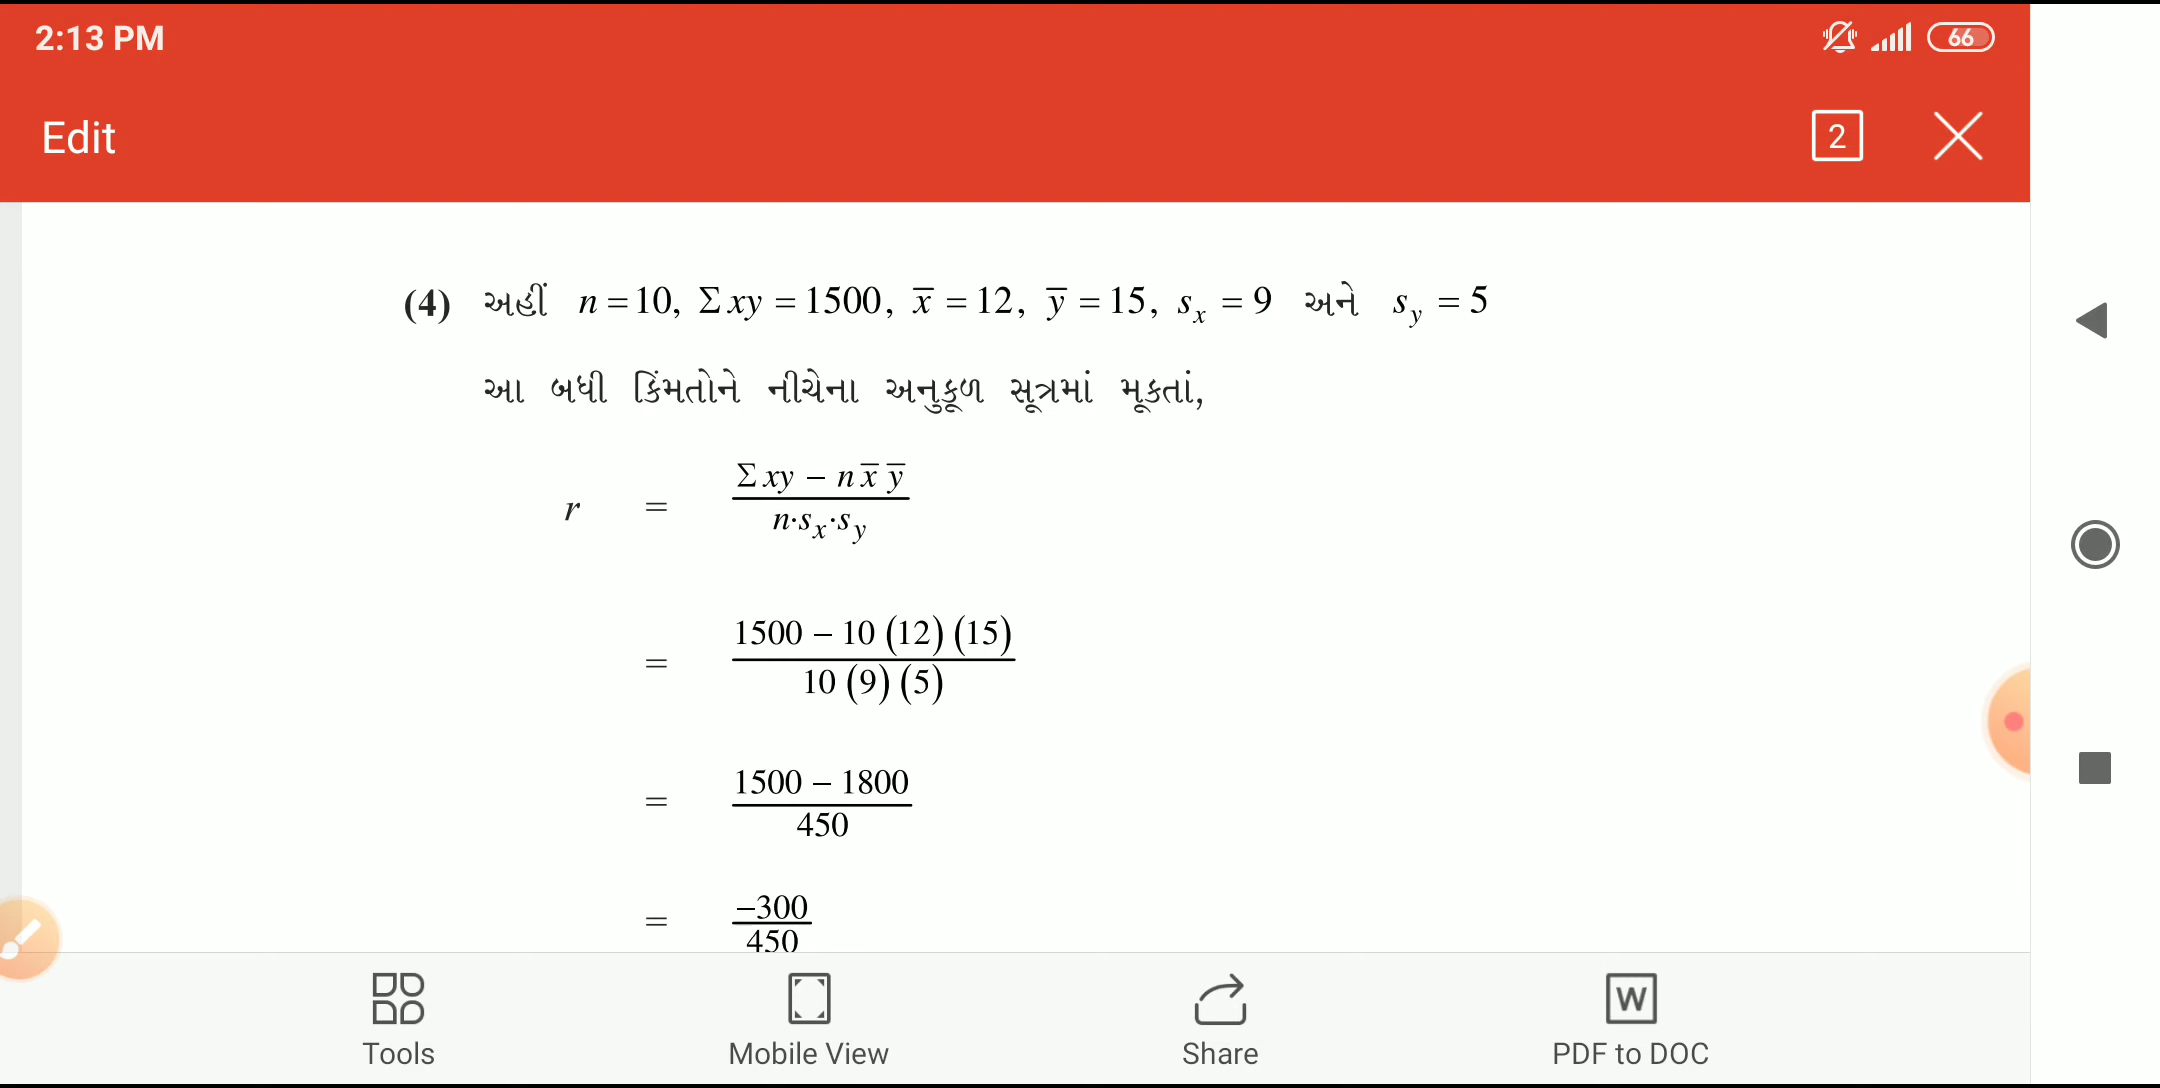 2:13 PM
66
Edit
2
(4) અહીં n = 10, Σ xy = 1500, x̅ = 12, y̅ = 15, sₓ = 9 અને s_y = 5
આ બધી કિંમતોને નીચેના અનુકૂળ સૂત્રમાં મૂકતાં,
r = (Σ xy – n x̅ y̅) / (n·sₓ·s_y)
= (1500 – 10 (12) (15)) / (10 (9) (5))
= (1500 – 1800) / 450
= –300 / 450
Tools
Mobile View
Share
W
PDF to DOC